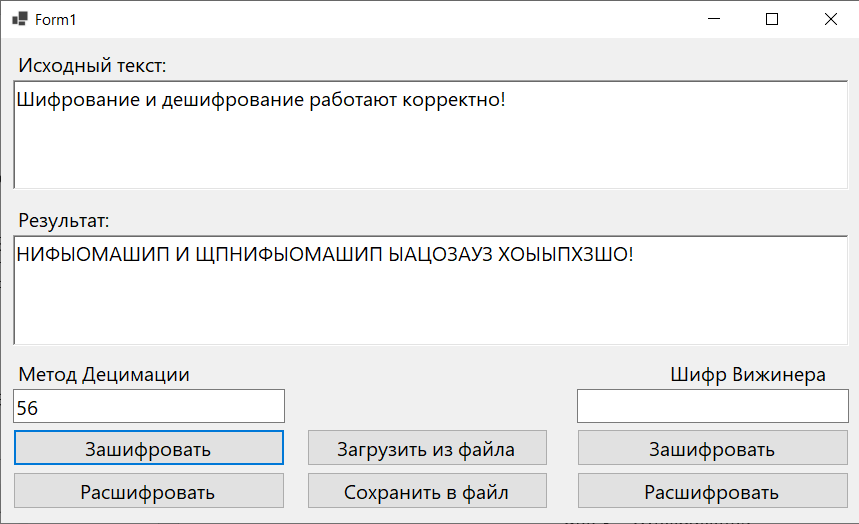 Form1
Исходный текст:
Шифрование и дешифрование работают корректно!
Результат:
НИФЫОМАШИП И ЩПНИФЫОМАШИП ЫАЦОЗАУЗ ХОЫЫПХЗШО!
Метод Децимации
Шифр Вижинера
56
Зашифровать
Загрузить из файла
Зашифровать
Расшифровать
Сохранить в файл
Расшифровать